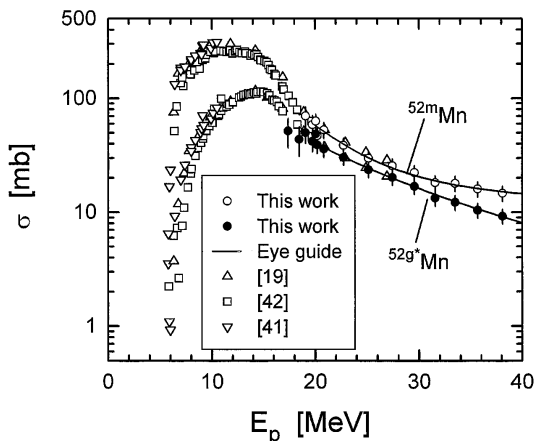 500
100
10
1
σ [mb]
52mMn
52g*Mn
This work
This work
Eye guide
[19]
[42]
[41]
0 10 20 30 40
Ep [MeV]